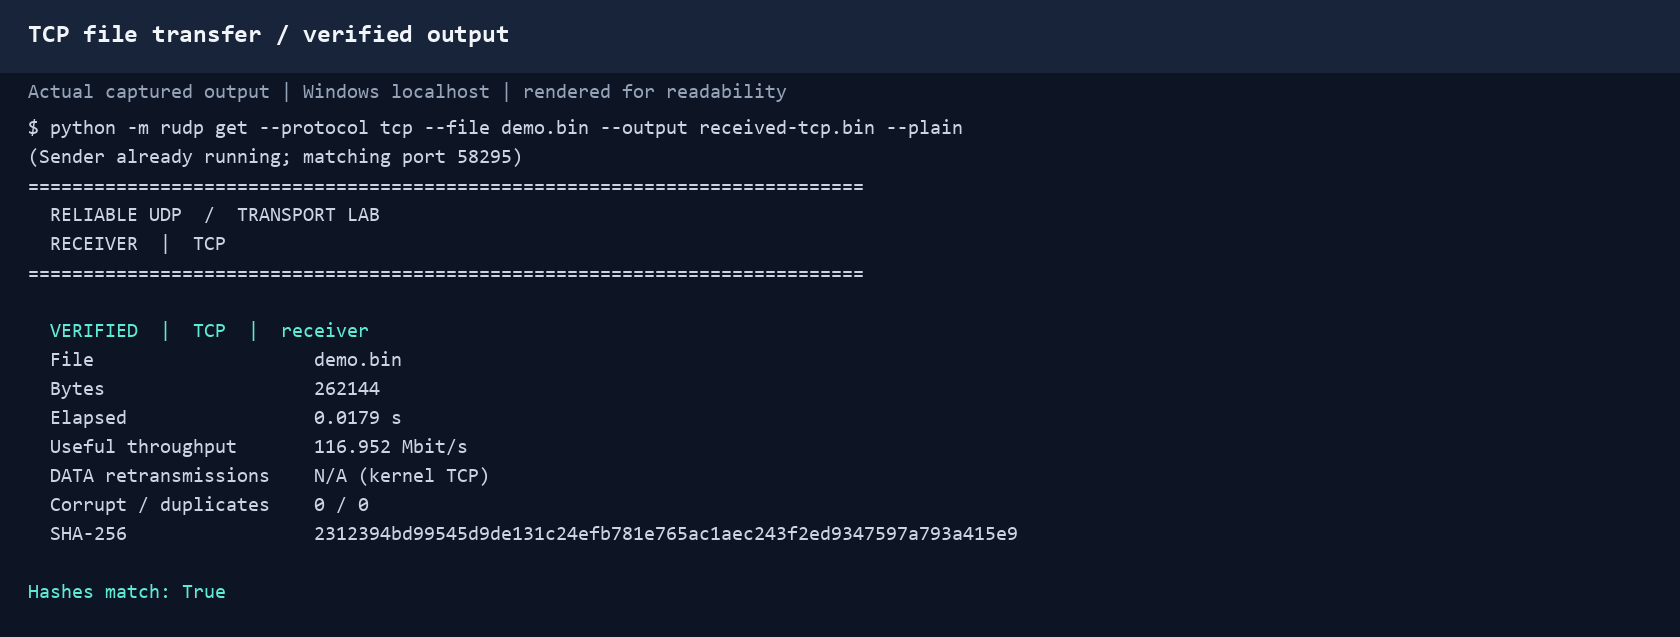 TCP file transfer / verified output
Actual captured output | Windows localhost | rendered for readability
$ python -m rudp get --protocol tcp --file demo.bin --output received-tcp.bin --plain
(Sender already running; matching port 58295)
============================================================================
RELIABLE UDP / TRANSPORT LAB
RECEIVER | TCP
============================================================================
VERIFIED | TCP | receiver
File demo.bin
Bytes 262144
Elapsed 0.0179 s
Useful throughput 116.952 Mbit/s
DATA retransmissions N/A (kernel TCP)
Corrupt / duplicates 0 / 0
SHA-256 2312394bd99545d9de131c24efb781e765ac1aec243f2ed9347597a793a415e9
Hashes match: True